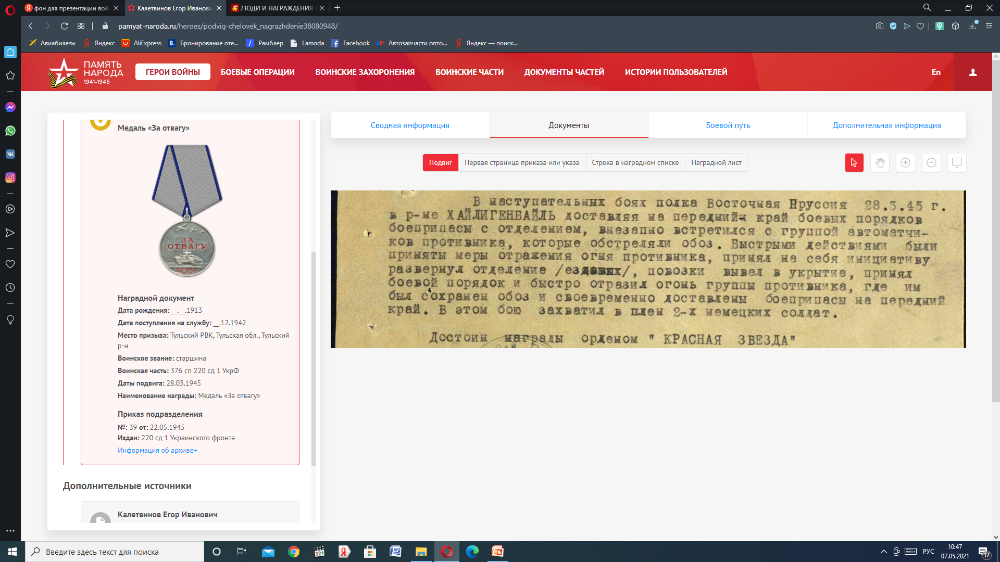 фон для презентации вой
Калетвинов Егор Иванови
ЛЮДИ И НАГРАЖДЕНИЯ
pamyat-naroda.ru/heroes/podvig-chelovek_nagrazhdenie38080948/
Авиабилеты
Яндекс
AliExpress
Бронирование оте...
Рамблер
Lamoda
Facebook
Автозапчасти опто...
Яндекс — поиск...
ПАМЯТЬ
НАРОДА
1941-1945
ГЕРОИ ВОЙНЫ
БОЕВЫЕ ОПЕРАЦИИ
ВОИНСКИЕ ЗАХОРОНЕНИЯ
ВОИНСКИЕ ЧАСТИ
ДОКУМЕНТЫ ЧАСТЕЙ
ИСТОРИИ ПОЛЬЗОВАТЕЛЕЙ
En
Медаль «За отвагу»
ЗА
ОТВАГУ
СССР
Наградной документ
Дата рождения: __.__.1913
Дата поступления на службу: __.12.1942
Место призыва: Тульский РВК, Тульская обл., Тульский
р-н
Воинское звание: старшина
Воинская часть: 376 сп 220 сд 1 УкрФ
Даты подвига: 28.03.1945
Наименование награды: Медаль «За отвагу»
Приказ подразделения
№: 39 от: 22.05.1945
Издан: 220 сд 1 Украинского фронта
Информация об архиве+
Дополнительные источники
Калетвинов Егор Иванович
Сводная информация
Документы
Боевой путь
Дополнительная информация
Подвиг
Первая страница приказа или указа
Строка в наградном списке
Наградной лист
В наступательных боях полка Восточная Пруссия 28.3.45 г.
в р-не ХАЙЛИГЕНБАЙЛЬ доставляя на передний край боевых порядков
боеприпасы с отделением, внезапно встретился с группой автоматчи-
ков противника, которые обстреляли обоз. Быстрыми действиями были
приняты меры отражения огня противника, принял на себя инициативу
развернул отделение /ездовых/, повозки вывел в укрытие, принял
боевой порядок и быстро отразил огонь группы противника, где им
был сохранен обоз и своевременно доставлены боеприпасы на передний
край. В этом бою захватил в плен 2-х немецких солдат.
Достоин награды орденом " КРАСНАЯ ЗВЕЗДА"
Введите здесь текст для поиска
РУС
10:47
07.05.2021
17